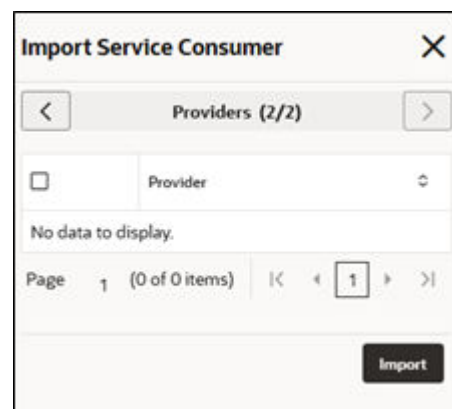 Import Service Consumer
Providers (2/2)
Provider
No data to display.
Page 1 (0 of 0 items) 1
Import